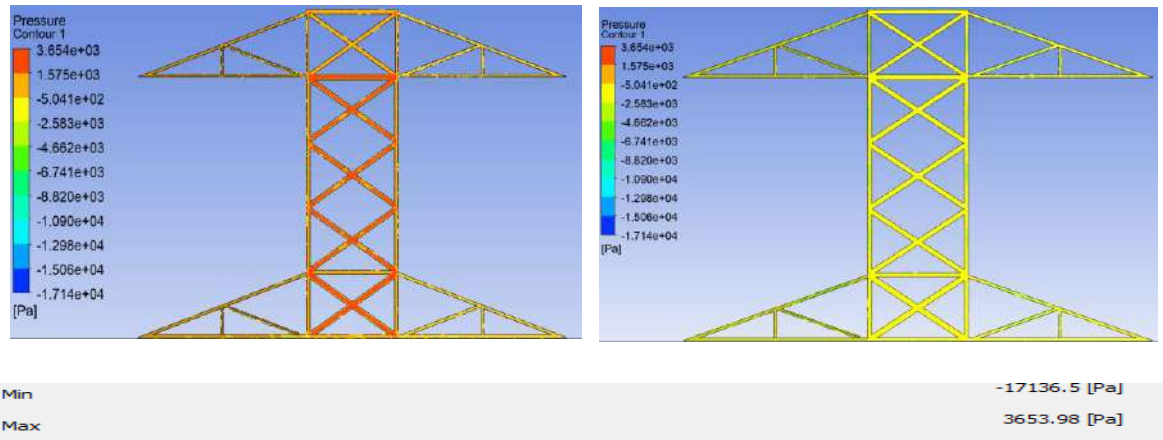 Pressure
Contour 1
3.654e+03
1.575e+03
-5.041e+02
-2.583e+03
-4.662e+03
-6.741e+03
-8.820e+03
-1.090e+04
-1.298e+04
-1.506e+04
-1.714e+04
[Pa]
Pressure
Contour 1
3.654e+03
1.575e+03
-5.041e+02
-2.583e+03
-4.662e+03
-6.741e+03
-8.820e+03
-1.090e+04
-1.298e+04
-1.506e+04
-1.714e+04
[Pa]
Min -17136.5 [Pa]
Max 3653.98 [Pa]